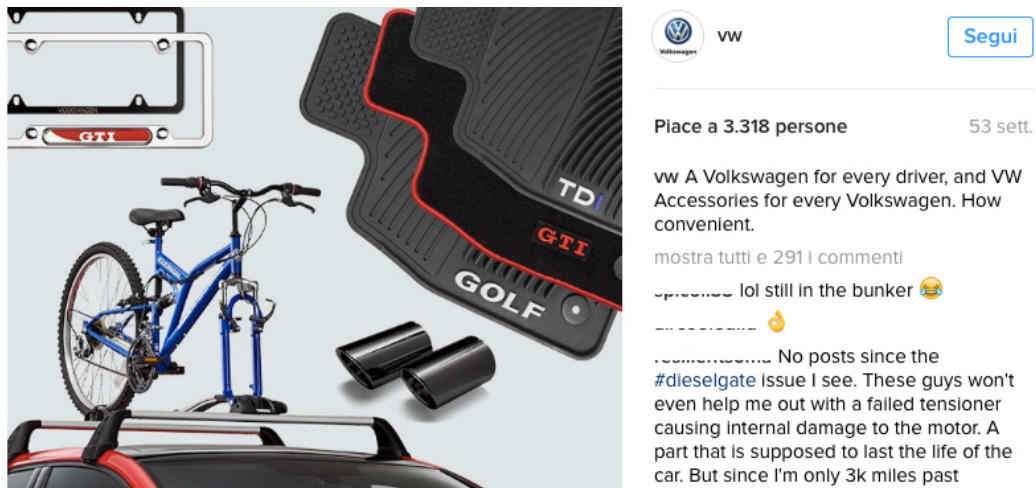 VOLKSWAGEN
GTI
TDI
GTI
GOLF
Volkswagen
vw
Segui
Piace a 3.318 persone
53 sett.
vw A Volkswagen for every driver, and VW
Accessories for every Volkswagen. How
convenient.
mostra tutti e 291 i commenti
lol still in the bunker 😂
👌
No posts since the
#dieselgate issue I see. These guys won't
even help me out with a failed tensioner
causing internal damage to the motor. A
part that is supposed to last the life of the
car. But since I'm only 3k miles past